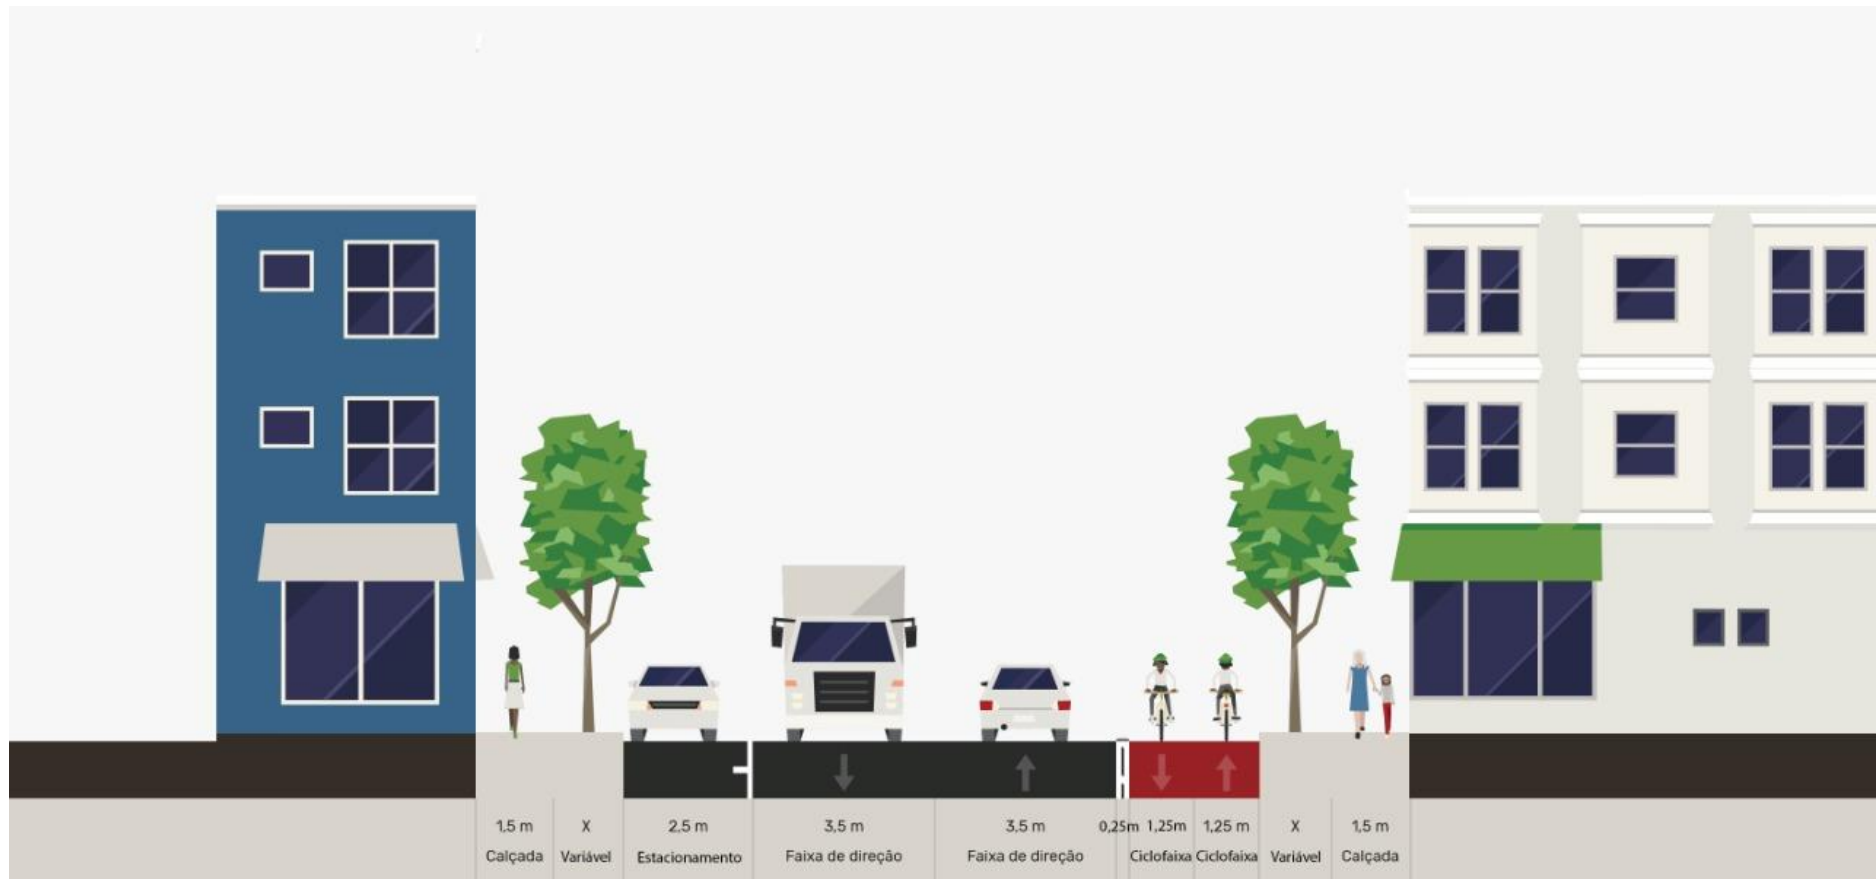 1,5 m X 2,5 m 3,5 m 3,5 m 0,25m 1,25m 1,25 m X 1,5 m
Calçada Variável Estacionamento Faixa de direção Faixa de direção Ciclofaixa Ciclofaixa Variável Calçada